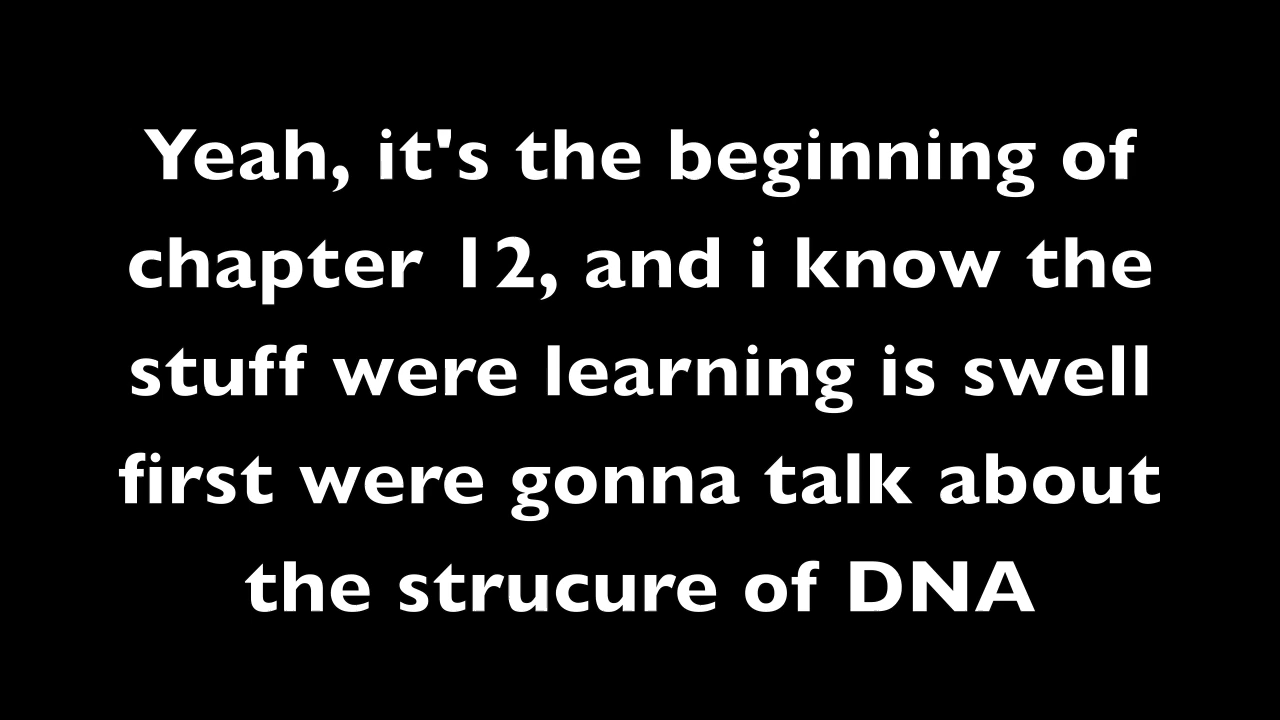 Yeah, it's the beginning of
chapter 12, and i know the
stuff were learning is swell
first were gonna talk about
the strucure of DNA